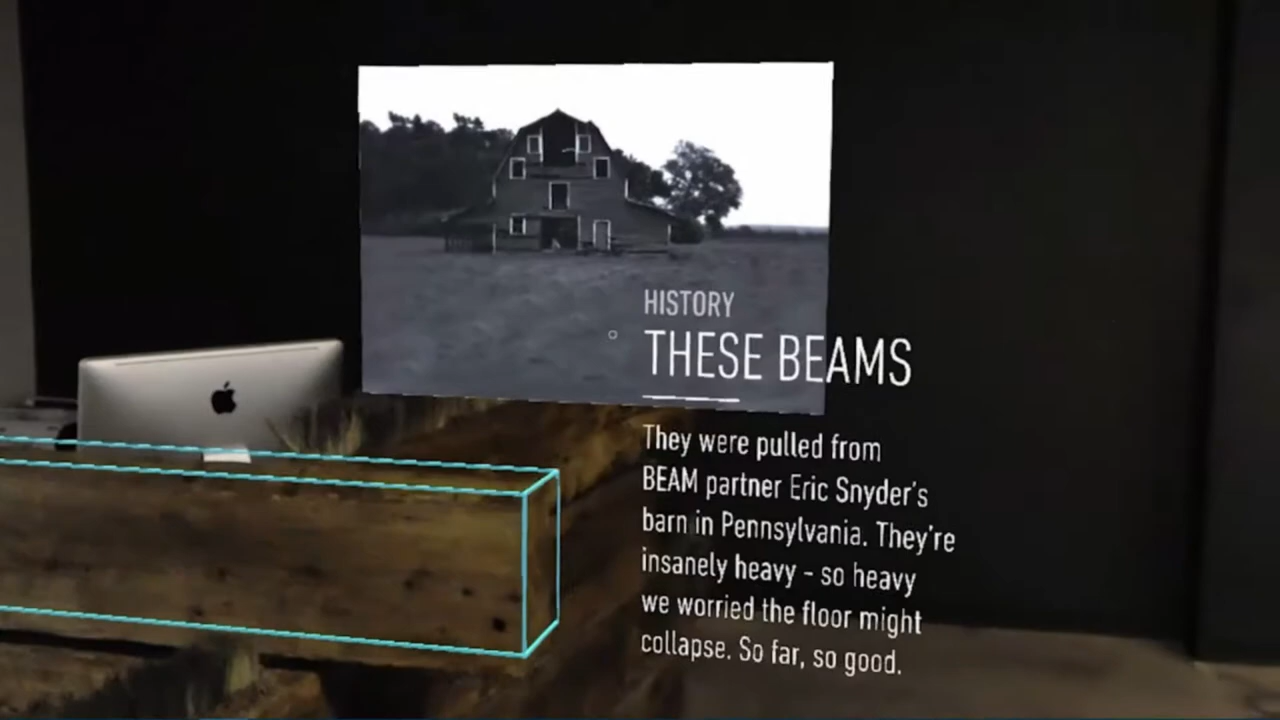 HISTORY
THESE BEAMS
They were pulled from
BEAM partner Eric Snyder's
barn in Pennsylvania. They're
insanely heavy - so heavy
we worried the floor might
collapse. So far, so good.